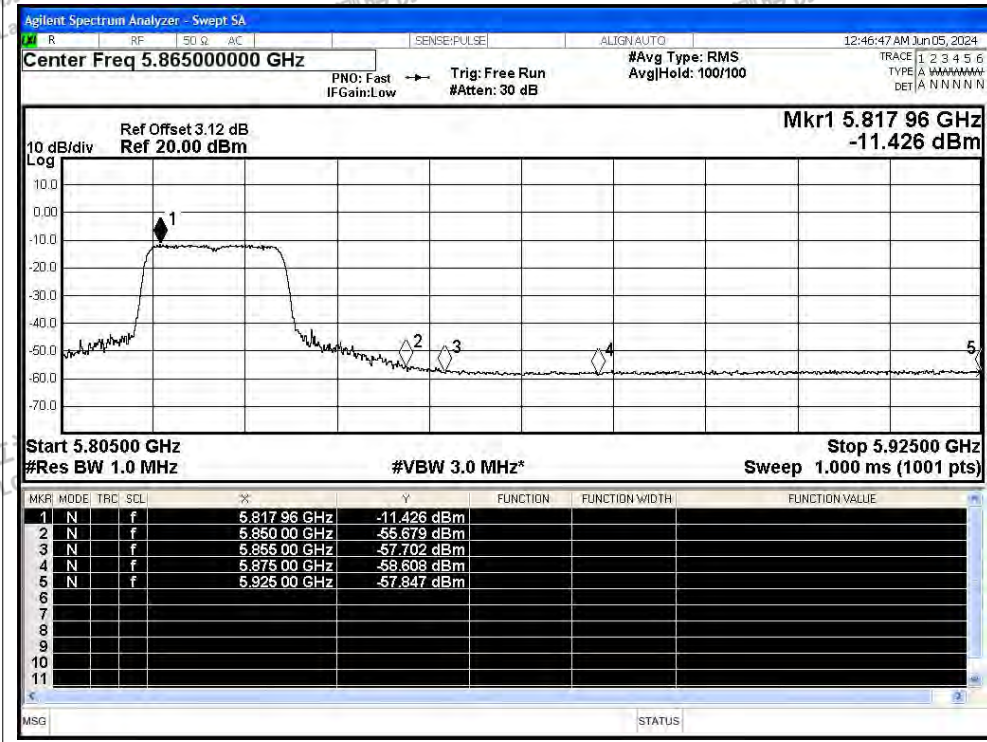 Agilent Spectrum Analyzer - Swept SA
R RF 50 Ω AC SENSE:PULSE ALIGN AUTO 12:46:47 AM Jun 05, 2024
Center Freq 5.865000000 GHz #Avg Type: RMS TRACE 1 2 3 4 5 6
PNO: Fast Trig: Free Run Avg|Hold: 100/100 TYPE A WWWWW
IFGain:Low #Atten: 30 dB DET A N N N N N
Mkr1 5.817 96 GHz
Ref Offset 3.12 dB
10 dB/div Ref 20.00 dBm -11.426 dBm
Log
10.0
0.00
1
-10.0
-20.0
-30.0
-40.0
2 3 4 5
-50.0
-60.0
-70.0
Start 5.80500 GHz Stop 5.92500 GHz
#Res BW 1.0 MHz #VBW 3.0 MHz* Sweep 1.000 ms (1001 pts)
MKR MODE TRC SCL X Y FUNCTION FUNCTION WIDTH FUNCTION VALUE
1 N f 5.817 96 GHz -11.426 dBm
2 N f 5.850 00 GHz -55.679 dBm
3 N f 5.855 00 GHz -57.702 dBm
4 N f 5.875 00 GHz -58.608 dBm
5 N f 5.925 00 GHz -57.847 dBm
6
7
8
9
10
11
MSG STATUS